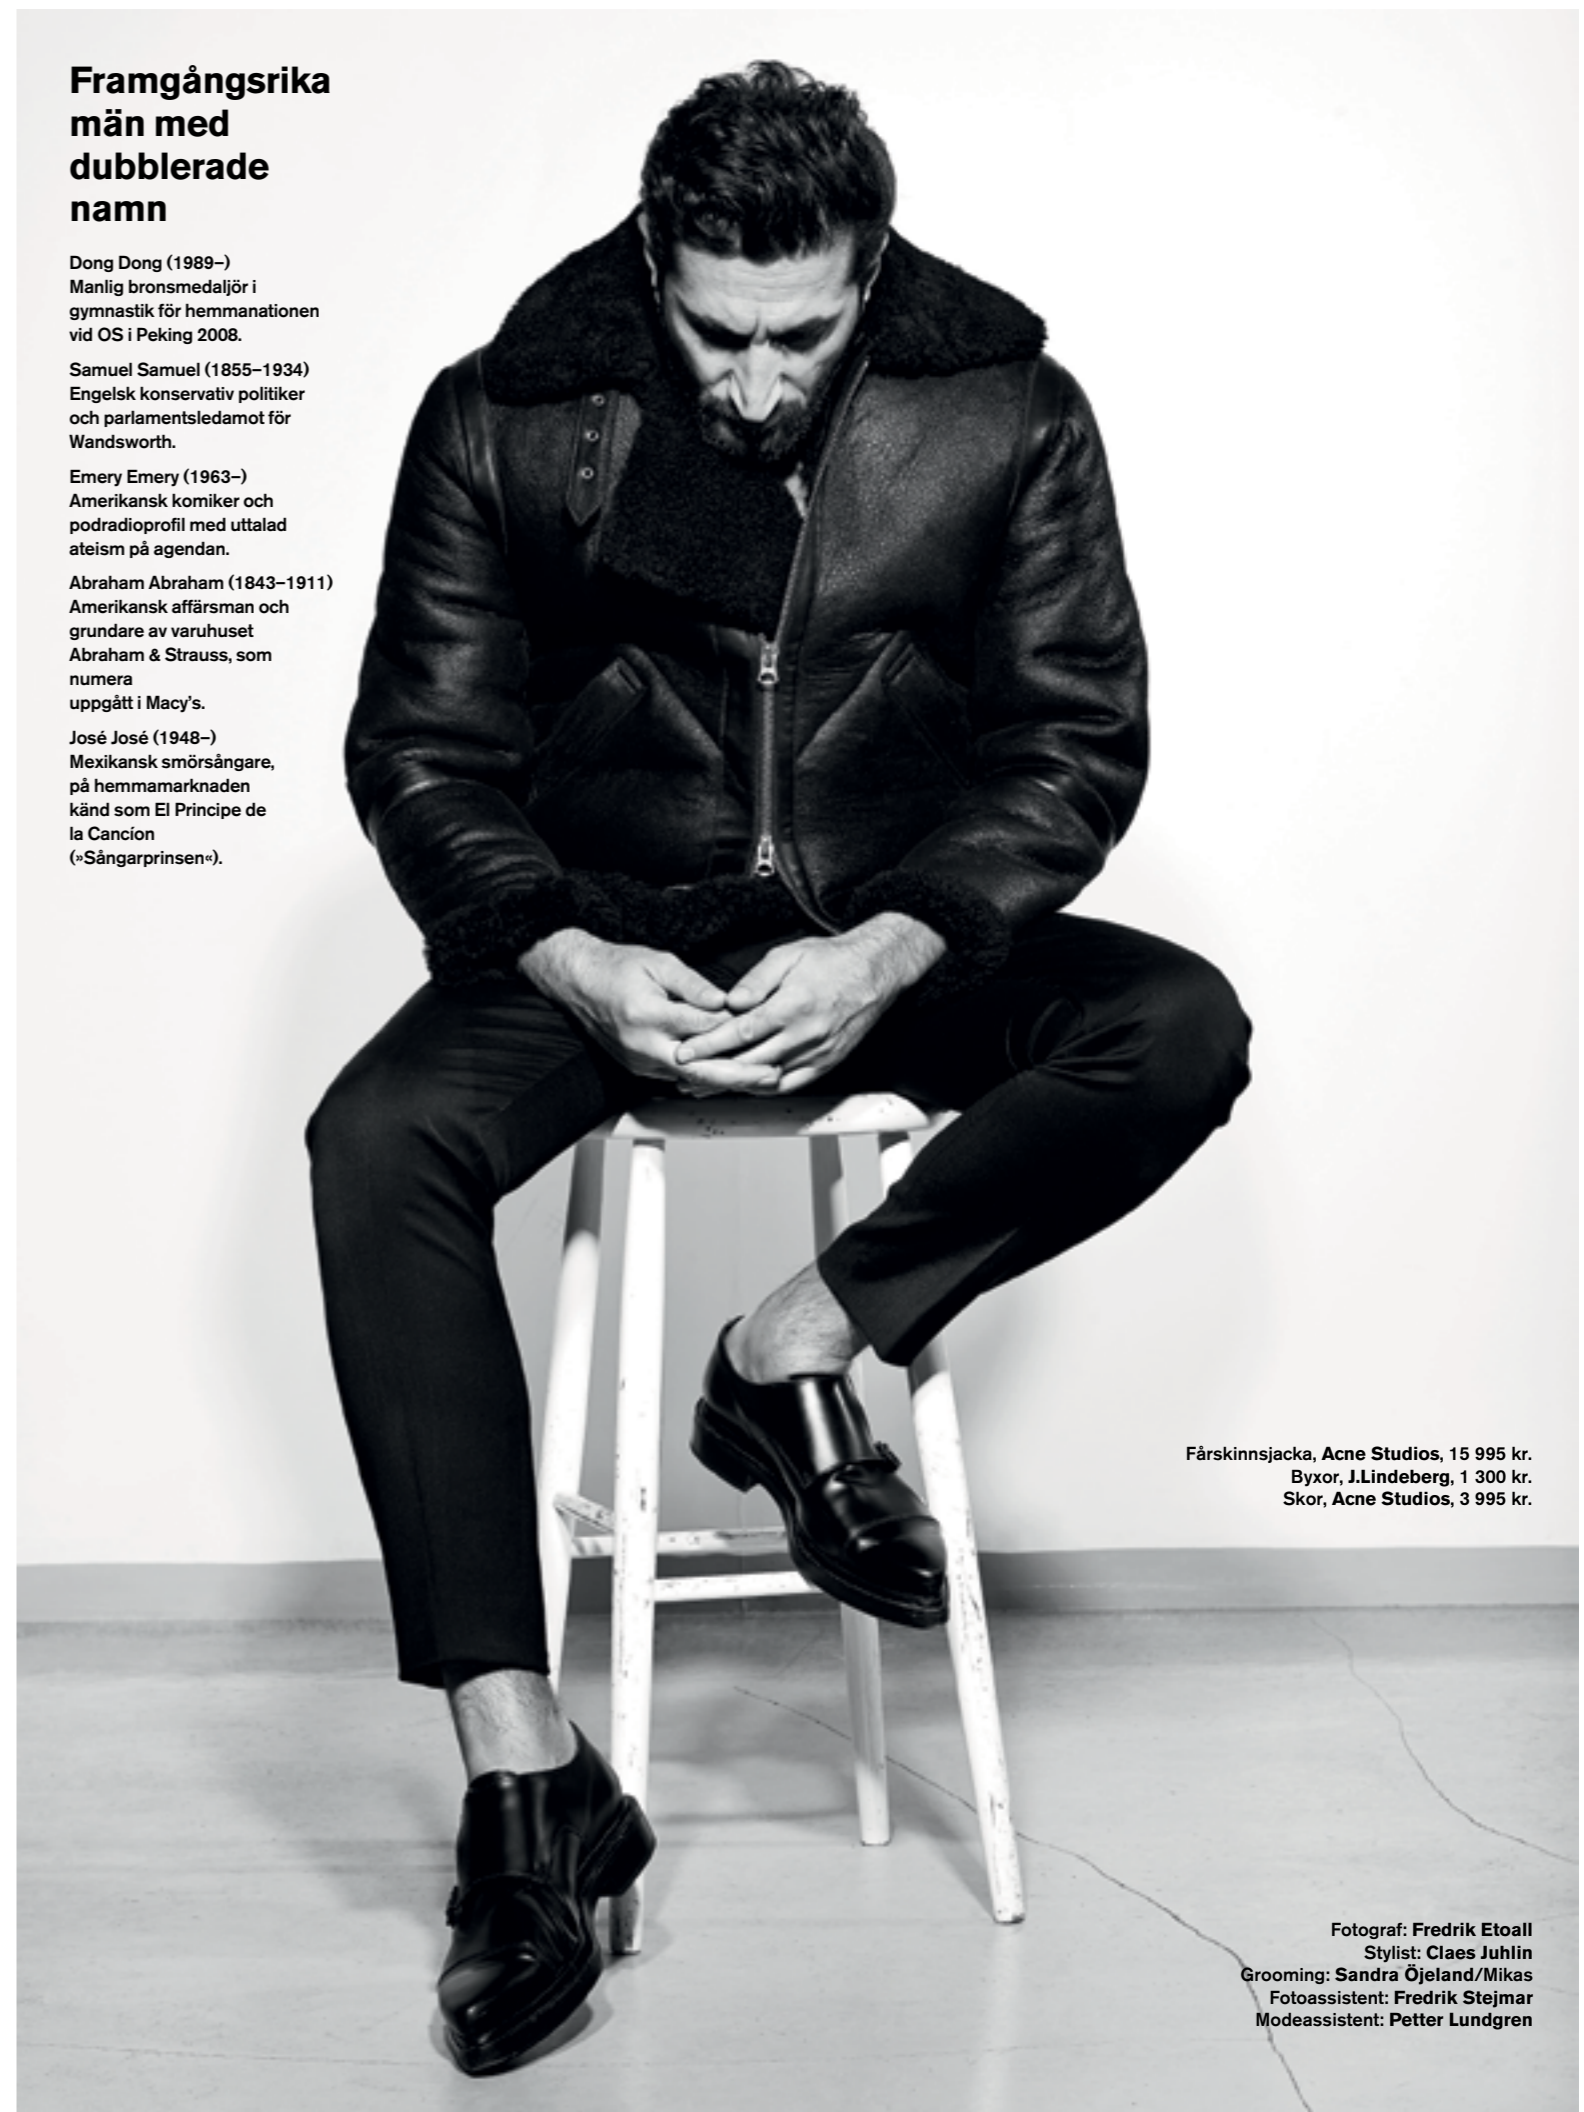 Framgångsrika
män med
dubblerade
namn
Dong Dong (1989–)
Manlig bronsmedaljör i
gymnastik för hemmanationen
vid OS i Peking 2008.
Samuel Samuel (1855–1934)
Engelsk konservativ politiker
och parlamentsledamot för
Wandsworth.
Emery Emery (1963–)
Amerikansk komiker och
podradioprofil med uttalad
ateism på agendan.
Abraham Abraham (1843–1911)
Amerikansk affärsman och
grundare av varuhuset
Abraham & Strauss, som
numera
uppgått i Macy’s.
José José (1948–)
Mexikansk smörsångare,
på hemmamarknaden
känd som El Principe de
la Cancíon
(»Sångarprinsen«).
Fårskinnsjacka, Acne Studios, 15 995 kr.
Byxor, J.Lindeberg, 1 300 kr.
Skor, Acne Studios, 3 995 kr.
Fotograf: Fredrik Etoall
Stylist: Claes Juhlin
Grooming: Sandra Öjeland/Mikas
Fotoassistent: Fredrik Stejmar
Modeassistent: Petter Lundgren